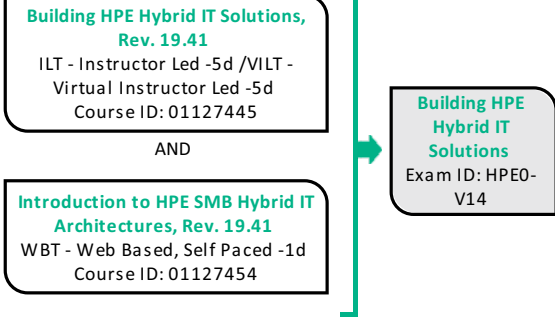 Building HPE Hybrid IT Solutions,
Rev. 19.41
ILT - Instructor Led -5d /VILT -
Virtual Instructor Led -5d
Course ID: 01127445
AND
Introduction to HPE SMB Hybrid IT
Architectures, Rev. 19.41
WBT - Web Based, Self Paced -1d
Course ID: 01127454
Building HPE
Hybrid IT
Solutions
Exam ID: HPE0-
V14